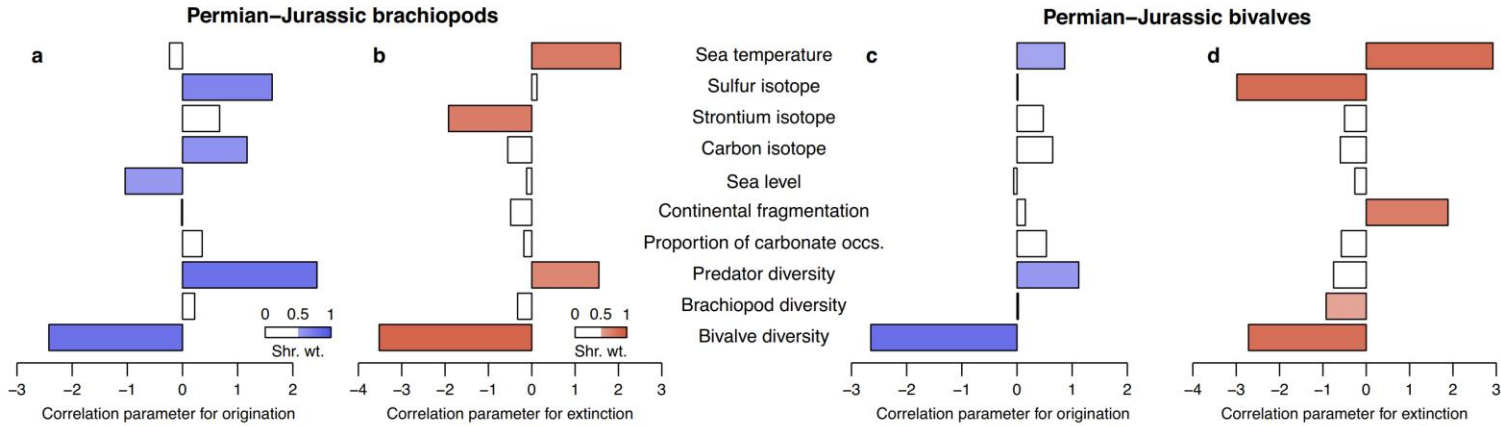 Permian–Jurassic brachiopods
Permian–Jurassic bivalves
a
b
c
d
Sea temperature
Sulfur isotope
Strontium isotope
Carbon isotope
Sea level
Continental fragmentation
Proportion of carbonate occs.
Predator diversity
Brachiopod diversity
Bivalve diversity
0 0.5 1
Shr. wt.
0 0.5 1
Shr. wt.
−3 −2 −1 0 1 2
Correlation parameter for origination
−4 −3 −2 −1 0 1 2 3
Correlation parameter for extinction
−3 −2 −1 0 1 2
Correlation parameter for origination
−4 −3 −2 −1 0 1 2 3
Correlation parameter for extinction